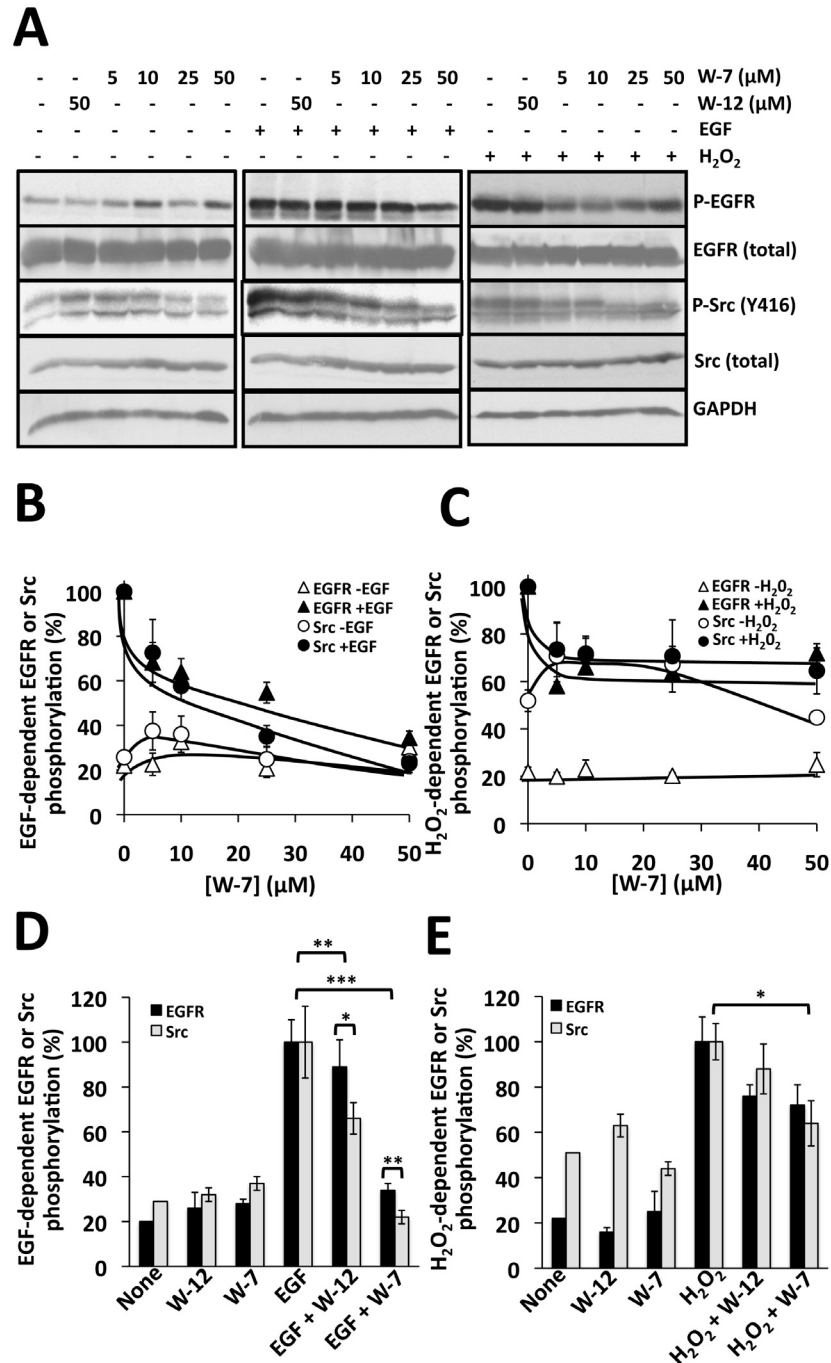 A
- - 5 10 25 50 - - 5 10 25 50 - - 5 10 25 50 W-7 (µM)
- 50 - - - - - 50 - - - - - 50 - - - - W-12 (µM)
- - - - - - + + + + + + - - - - - - EGF
- - - - - - - - - - - - + + + + + + H₂O₂
P-EGFR
EGFR (total)
P-Src (Y416)
Src (total)
GAPDH
B
EGF-dependent EGFR or Src
phosphorylation (%)
100
80
60
40
20
0
0 10 20 30 40 50
[W-7] (µM)
EGFR -EGF
EGFR +EGF
Src -EGF
Src +EGF
C
H₂O₂-dependent EGFR or Src
phosphorylation (%)
100
80
60
40
20
0
0 10 20 30 40 50
[W-7] (µM)
EGFR -H₂0₂
EGFR +H₂0₂
Src -H₂0₂
Src +H₂0₂
D
EGF-dependent EGFR or Src
phosphorylation (%)
120
100
80
60
40
20
0
EGFR
Src
**
***
*
**
None
W-12
W-7
EGF
EGF + W-12
EGF + W-7
E
H₂O₂-dependent EGFR or Src
phosphorylation (%)
120
100
80
60
40
20
0
EGFR
Src
*
None
W-12
W-7
H₂O₂
H₂O₂ + W-12
H₂O₂ + W-7